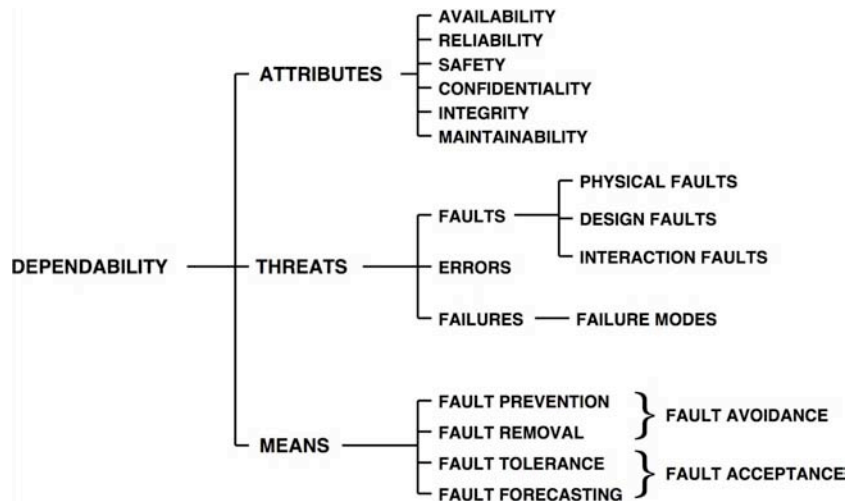 AVAILABILITY
RELIABILITY
ATTRIBUTES
SAFETY
CONFIDENTIALITY
INTEGRITY
MAINTAINABILITY
PHYSICAL FAULTS
FAULTS
DESIGN FAULTS
INTERACTION FAULTS
DEPENDABILITY
THREATS
ERRORS
FAILURES
FAILURE MODES
FAULT PREVENTION
FAULT AVOIDANCE
FAULT REMOVAL
MEANS
FAULT TOLERANCE
FAULT ACCEPTANCE
FAULT FORECASTING